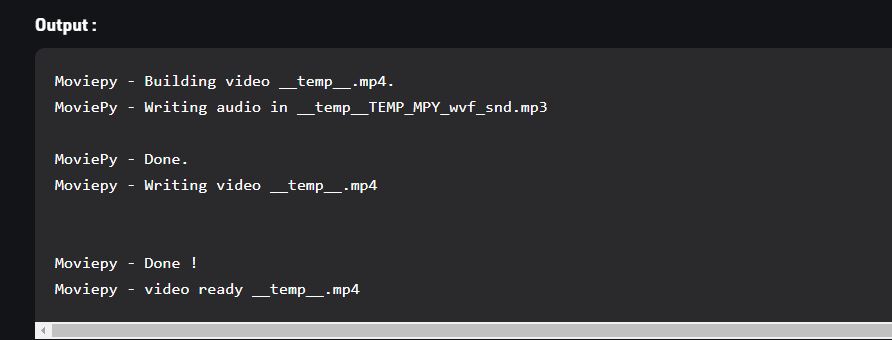 Output :
Moviepy - Building video __temp__.mp4.
MoviePy - Writing audio in __temp__TEMP_MPY_wvf_snd.mp3
MoviePy - Done.
Moviepy - Writing video __temp__.mp4
Moviepy - Done !
Moviepy - video ready __temp__.mp4